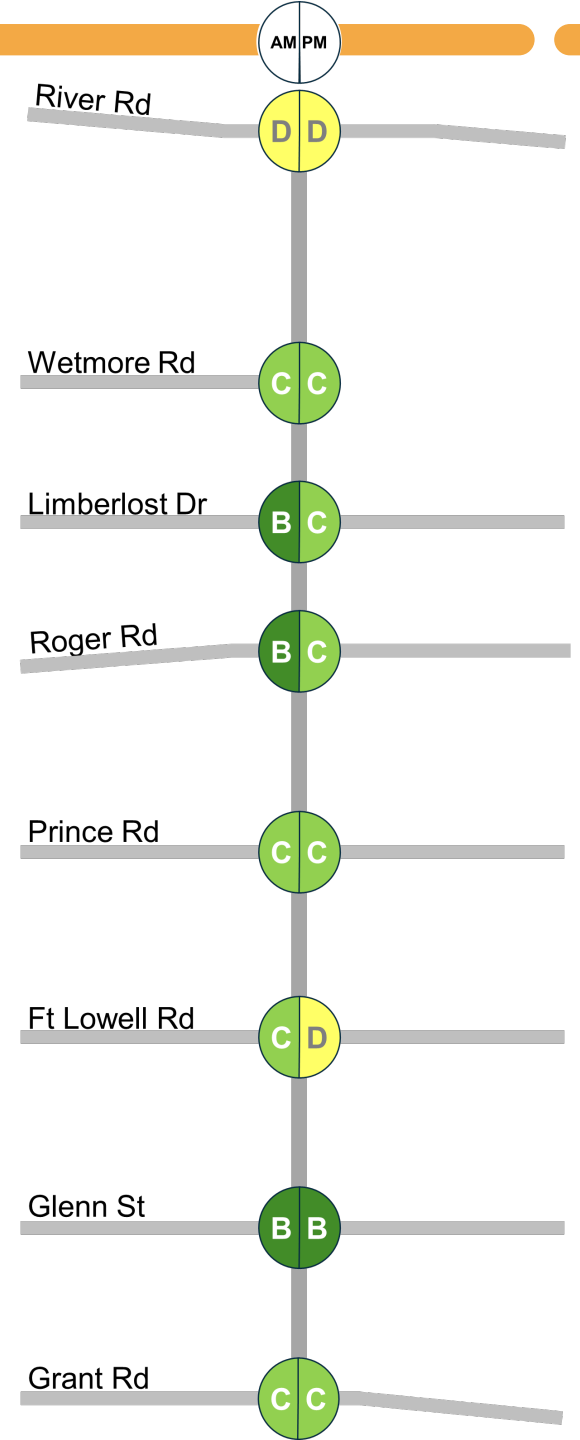 AM PM
River Rd
D D
Wetmore Rd
C C
Limberlost Dr
B C
Roger Rd
B C
Prince Rd
C C
Ft Lowell Rd
C D
Glenn St
B B
Grant Rd
C C